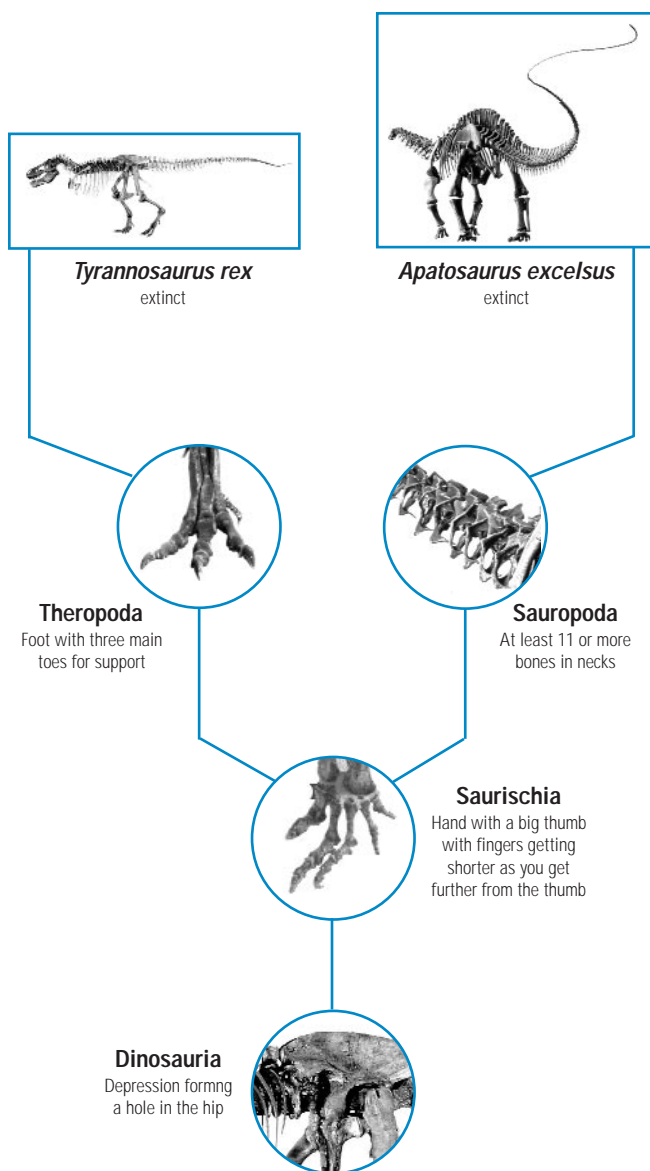 Tyrannosaurus rex
extinct
Apatosaurus excelsus
extinct
Theropoda
Foot with three main
toes for support
Sauropoda
At least 11 or more
bones in necks
Saurischia
Hand with a big thumb
with fingers getting
shorter as you get
further from the thumb
Dinosauria
Depression formng
a hole in the hip